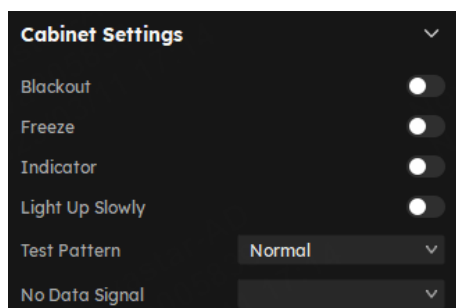 Cabinet Settings
Blackout
Freeze
Indicator
Light Up Slowly
Test Pattern Normal
No Data Signal